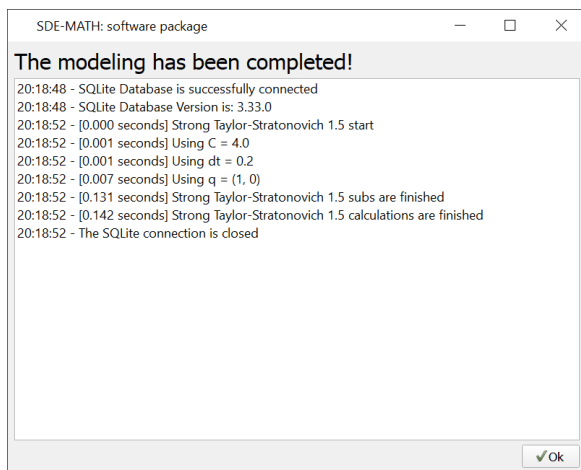 SDE-MATH: software package
The modeling has been completed!
20:18:48 - SQLite Database is successfully connected
20:18:48 - SQLite Database Version is: 3.33.0
20:18:52 - [0.000 seconds] Strong Taylor-Stratonovich 1.5 start
20:18:52 - [0.001 seconds] Using C = 4.0
20:18:52 - [0.001 seconds] Using dt = 0.2
20:18:52 - [0.007 seconds] Using q = (1, 0)
20:18:52 - [0.131 seconds] Strong Taylor-Stratonovich 1.5 subs are finished
20:18:52 - [0.142 seconds] Strong Taylor-Stratonovich 1.5 calculations are finished
20:18:52 - The SQLite connection is closed
Ok